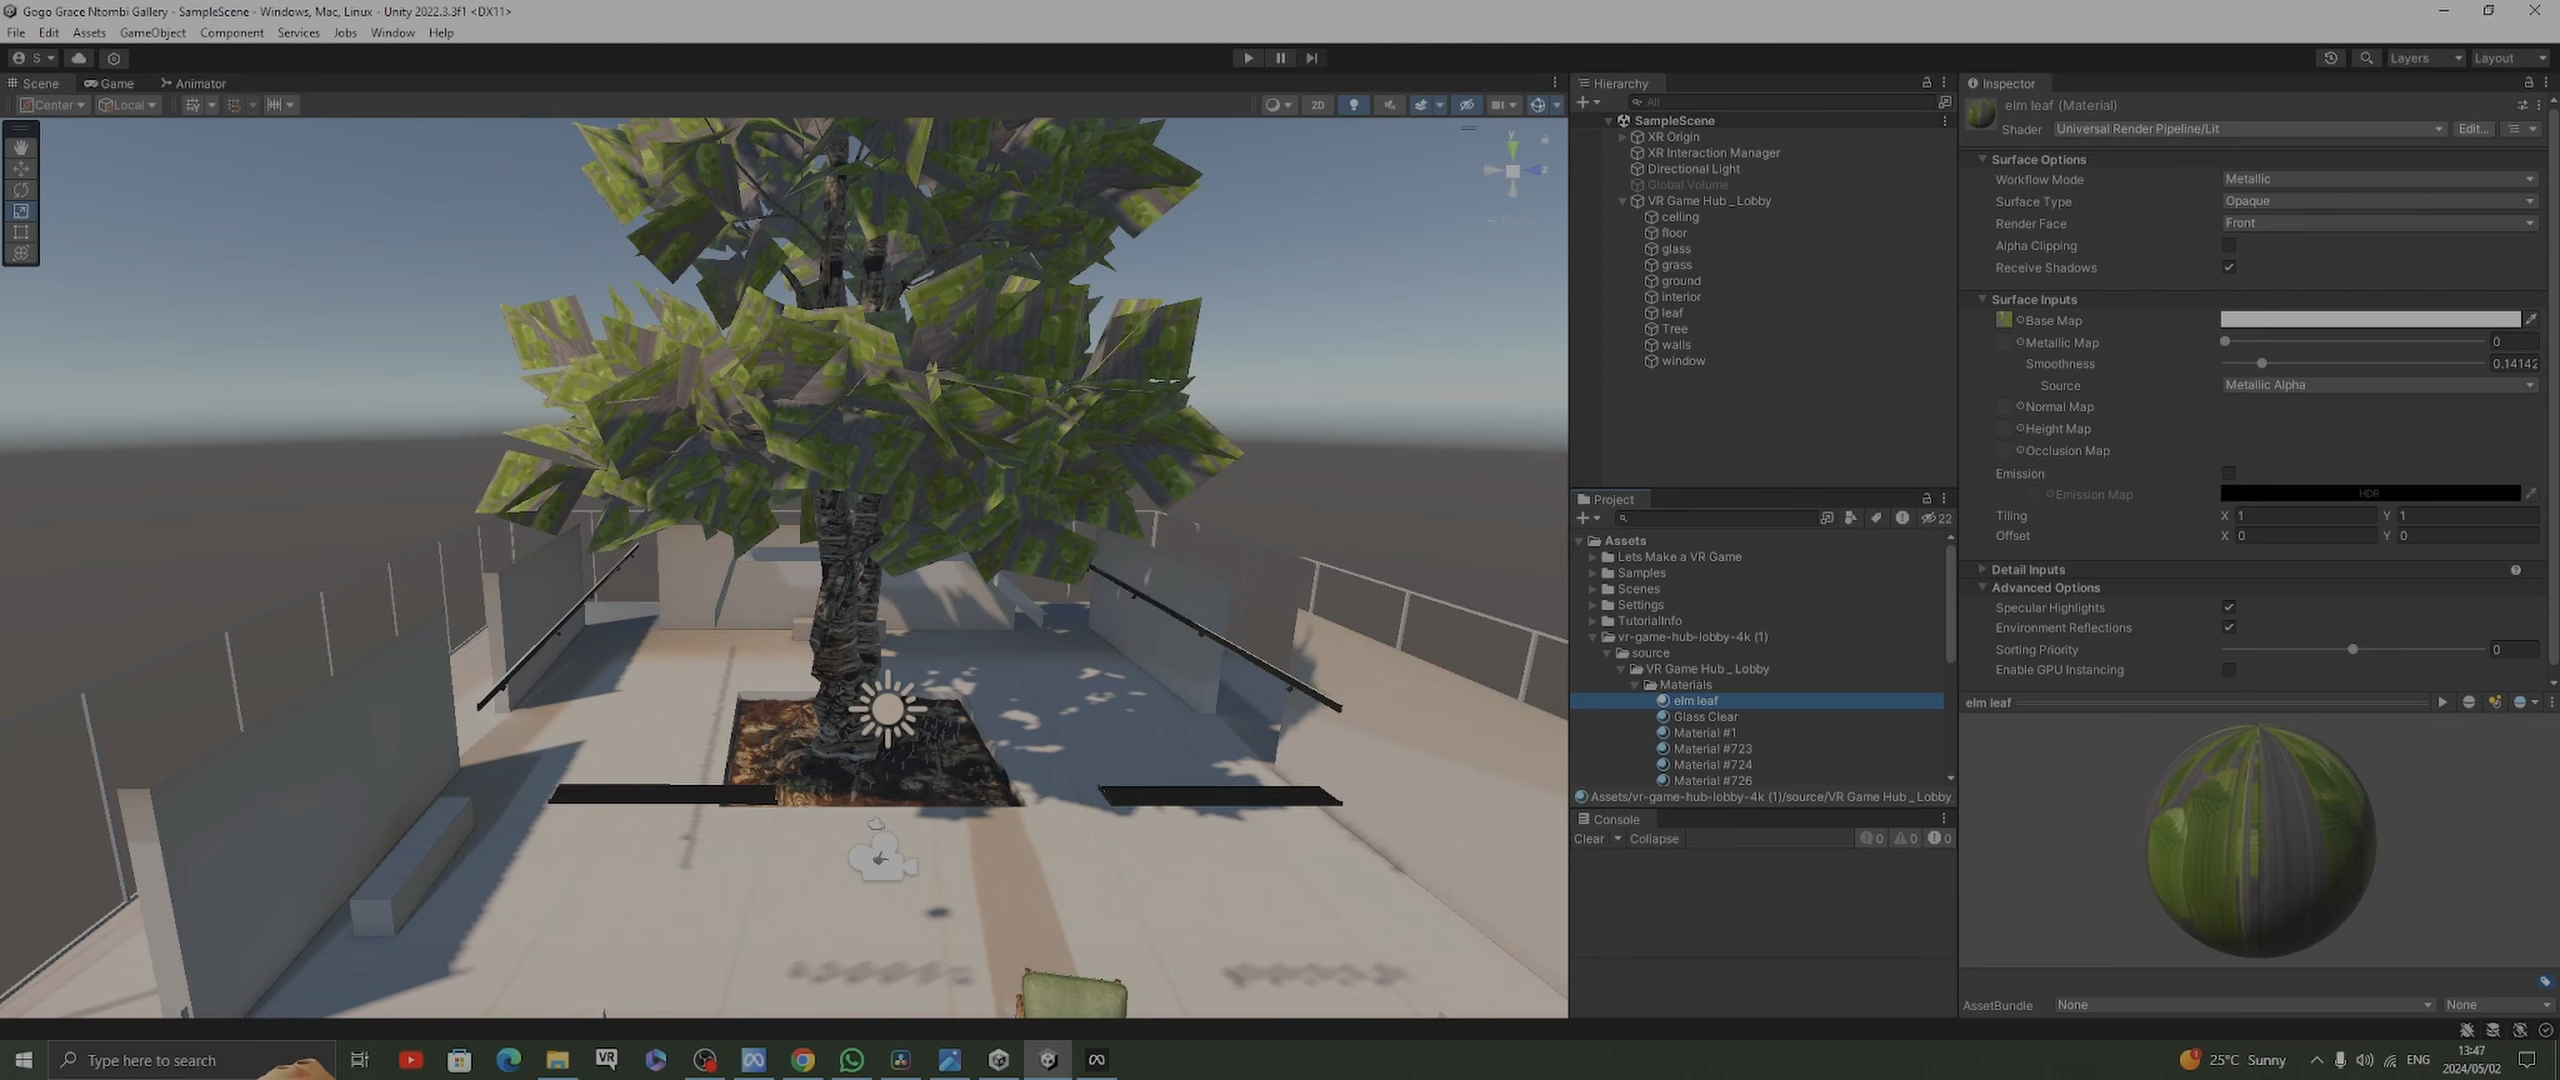 Gogo Grace Ntombi Gallery - SampleScene - Windows, Mac, Linux - Unity 2022.3.3f1 <DX11>
File Edit Assets GameObject Component Services Jobs Window Help
S Layers Layout
Scene Game Animator
Center Local 2D
Hierarchy
All
SampleScene
XR Origin
XR Interaction Manager
Directional Light
Global Volume
VR Game Hub _ Lobby
celling
floor
glass
grass
ground
interior
leaf
Tree
walls
window
Project
22
Assets
Lets Make a VR Game
Samples
Scenes
Settings
TutorialInfo
vr-game-hub-lobby-4k (1)
source
VR Game Hub _ Lobby
Materials
elm leaf
Glass Clear
Material #1
Material #723
Material #724
Material #726
Assets/vr-game-hub-lobby-4k (1)/source/VR Game Hub _ Lobby
Console
Clear Collapse 0 0 0
Inspector
elm leaf (Material)
Shader Universal Render Pipeline/Lit Edit...
Surface Options
Workflow Mode Metallic
Surface Type Opaque
Render Face Front
Alpha Clipping
Receive Shadows
Surface Inputs
Base Map
Metallic Map 0
Smoothness 0.14142
Source Metallic Alpha
Normal Map
Height Map
Occlusion Map
Emission
Emission Map HDR
Tiling X 1 Y 1
Offset X 0 Y 0
Detail Inputs
Advanced Options
Specular Highlights
Environment Reflections
Sorting Priority 0
Enable GPU Instancing
elm leaf
AssetBundle None None
Type here to search VR 25°C Sunny ENG
13:47
2024/05/02